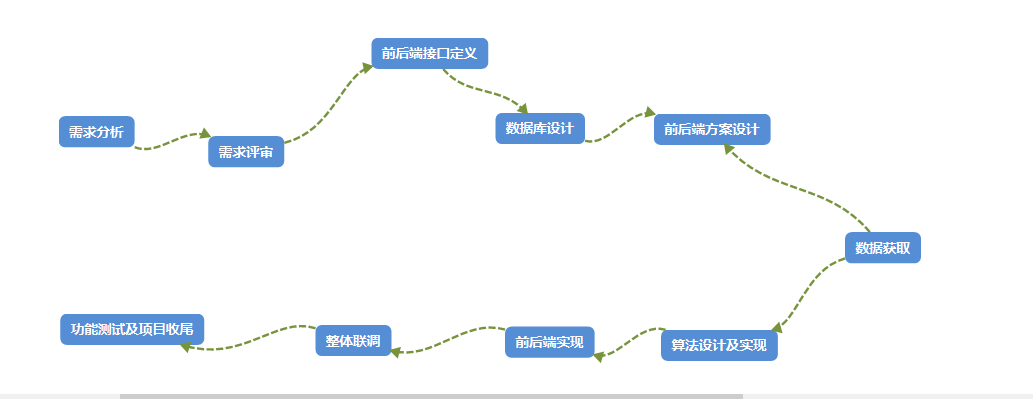 需求分析
需求评审
前后端接口定义
数据库设计
前后端方案设计
数据获取
算法设计及实现
前后端实现
整体联调
功能测试及项目收尾